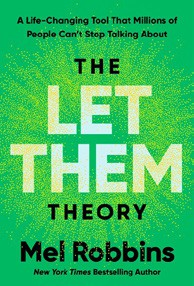 A Life-Changing Tool That Millions of
People Can't Stop Talking About
THE
LET
THEM
THEORY
Mel Robbins
New York Times Bestselling Author